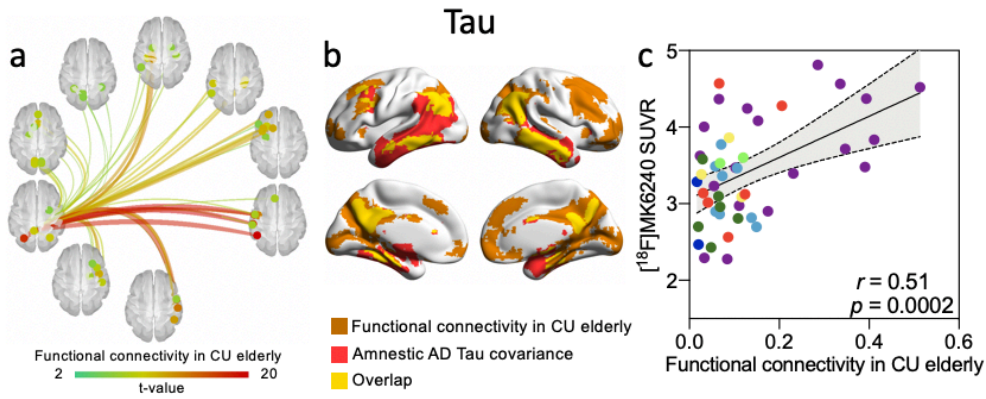 Tau
a
b
c
Functional connectivity in CU elderly
2
20
t-value
Functional connectivity in CU elderly
Amnestic AD Tau covariance
Overlap
[¹⁸F]MK6240 SUVR
5
4
3
2
r = 0.51
p = 0.0002
0.0
0.2
0.4
0.6
Functional connectivity in CU elderly